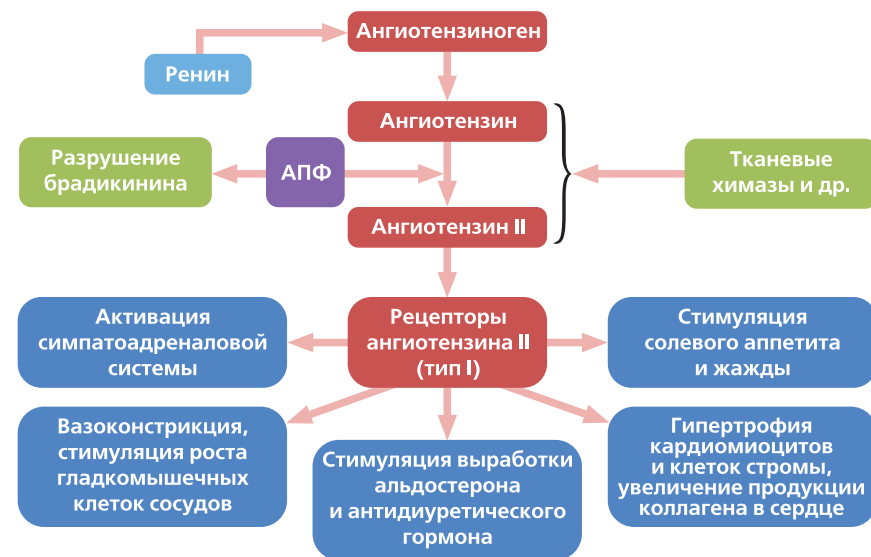 Ангиотензиноген
Ренин
Ангиотензин
Разрушение
брадикинина
АПФ
Тканевые
химазы и др.
Ангиотензин II
Активация
симпатоадреналовой
системы
Рецепторы
ангиотензина II
(тип I)
Стимуляция
солевого аппетита
и жажды
Вазоконстрикция,
стимуляция роста
гладкомышечных
клеток сосудов
Стимуляция выработки
альдостерона
и антидиуретического
гормона
Гипертрофия
кардиомиоцитов
и клеток стромы,
увеличение продукции
коллагена в сердце